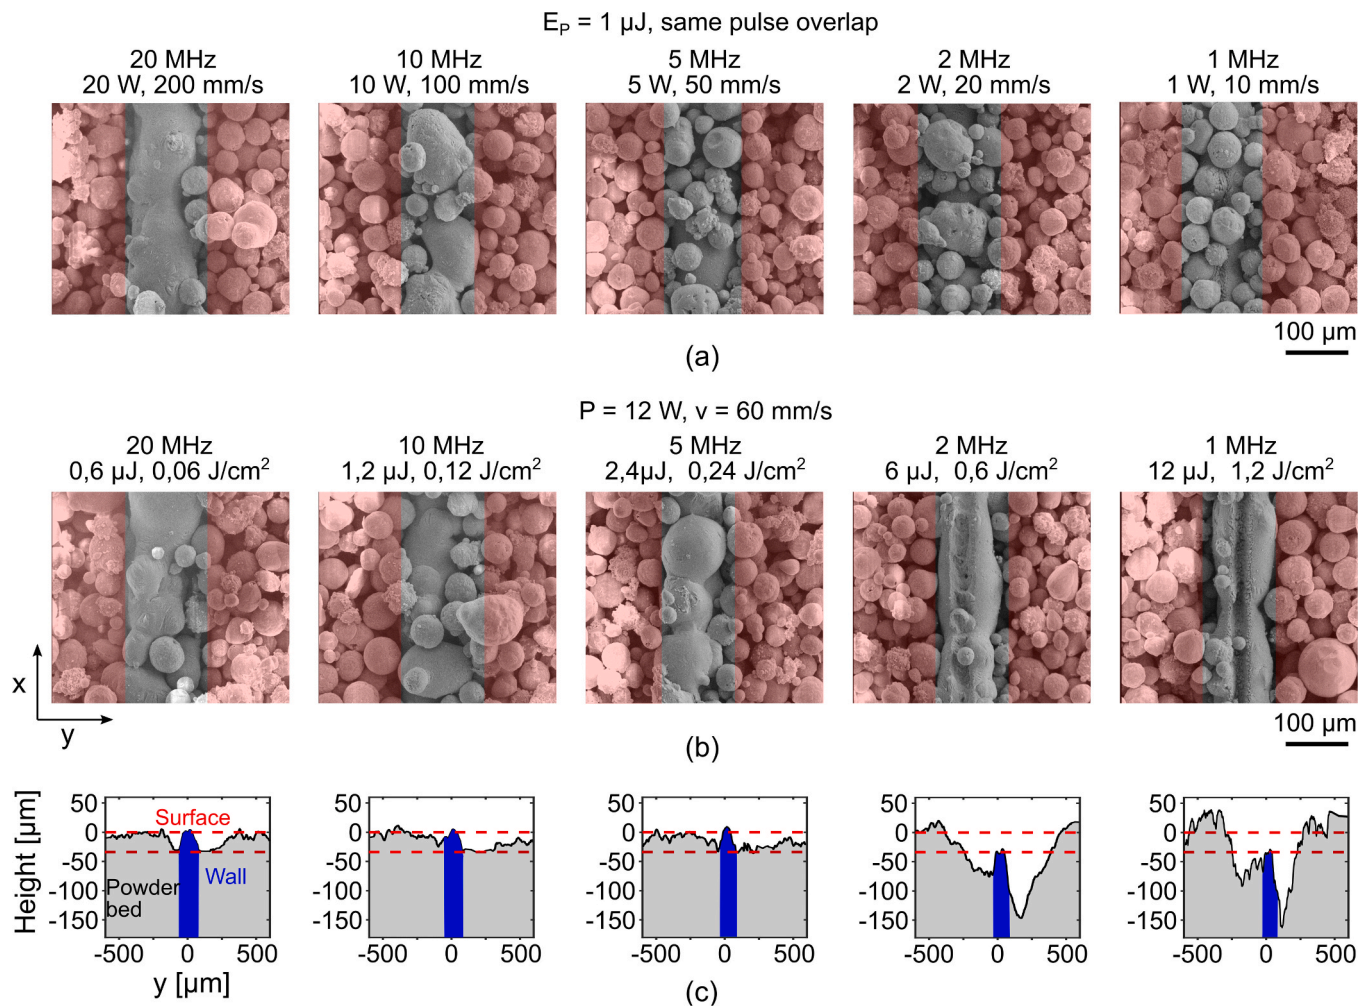 E_P = 1 µJ, same pulse overlap
20 MHz
20 W, 200 mm/s
10 MHz
10 W, 100 mm/s
5 MHz
5 W, 50 mm/s
2 MHz
2 W, 20 mm/s
1 MHz
1 W, 10 mm/s
100 µm
(a)
P = 12 W, v = 60 mm/s
20 MHz
0,6 µJ, 0,06 J/cm²
10 MHz
1,2 µJ, 0,12 J/cm²
5 MHz
2,4µJ, 0,24 J/cm²
2 MHz
6 µJ, 0,6 J/cm²
1 MHz
12 µJ, 1,2 J/cm²
x
y
100 µm
(b)
Height [µm]
50
0
-50
-100
-150
Surface
Wall
Powder
bed
-500 0 500
y [µm]
50
0
-50
-100
-150
-500 0 500
50
0
-50
-100
-150
-500 0 500
50
0
-50
-100
-150
-500 0 500
50
0
-50
-100
-150
-500 0 500
(c)